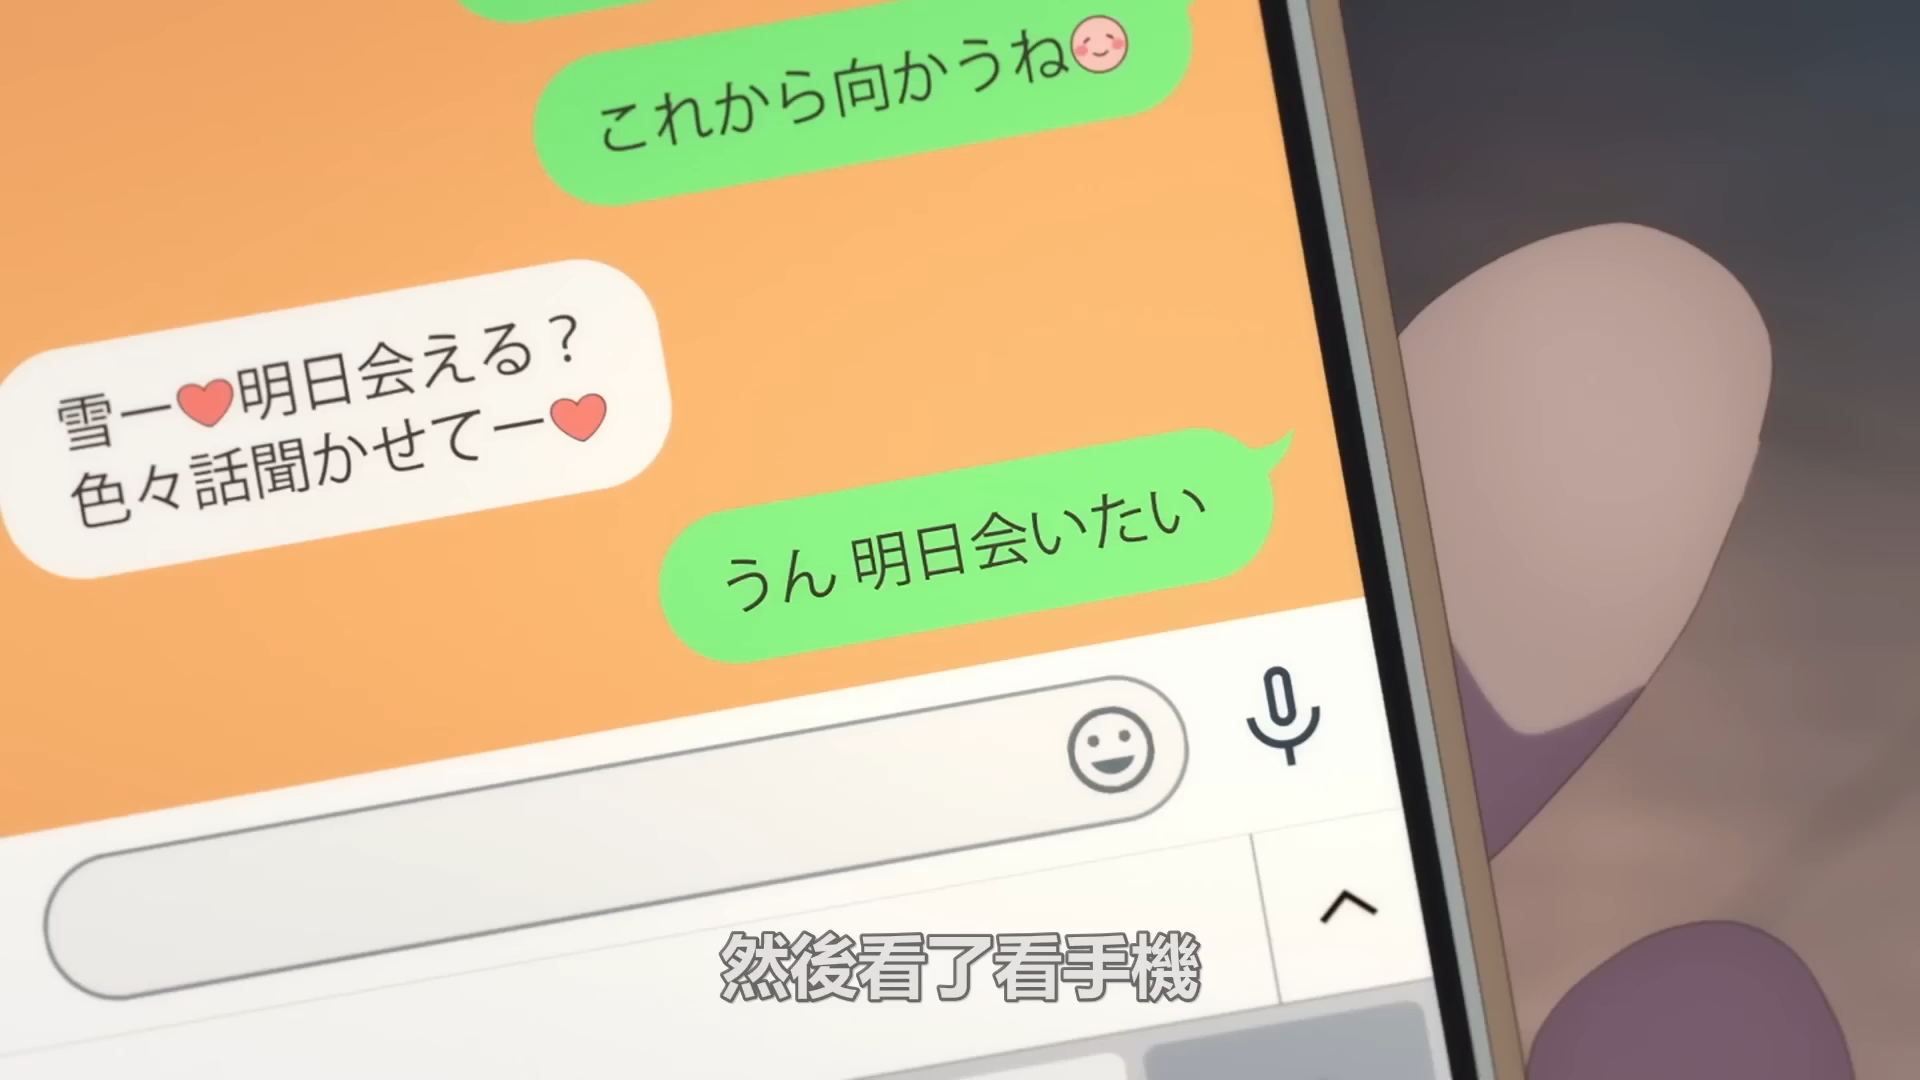 これから向かうね😊
雪ー❤明日会える？
色々話聞かせてー❤
うん 明日会いたい
然後看了看手機